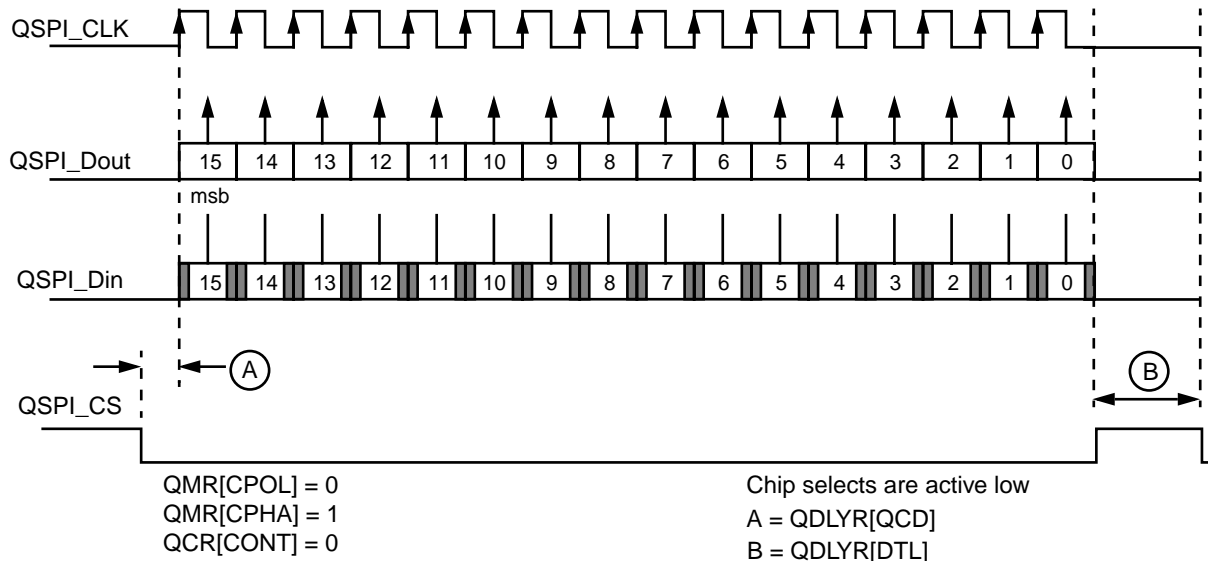 QSPI_CLK
QSPI_Dout
15 14 13 12 11 10 9 8 7 6 5 4 3 2 1 0
msb
QSPI_Din
15 14 13 12 11 10 9 8 7 6 5 4 3 2 1 0
A
B
QSPI_CS
QMR[CPOL] = 0
QMR[CPHA] = 1
QCR[CONT] = 0
Chip selects are active low
A = QDLYR[QCD]
B = QDLYR[DTL]